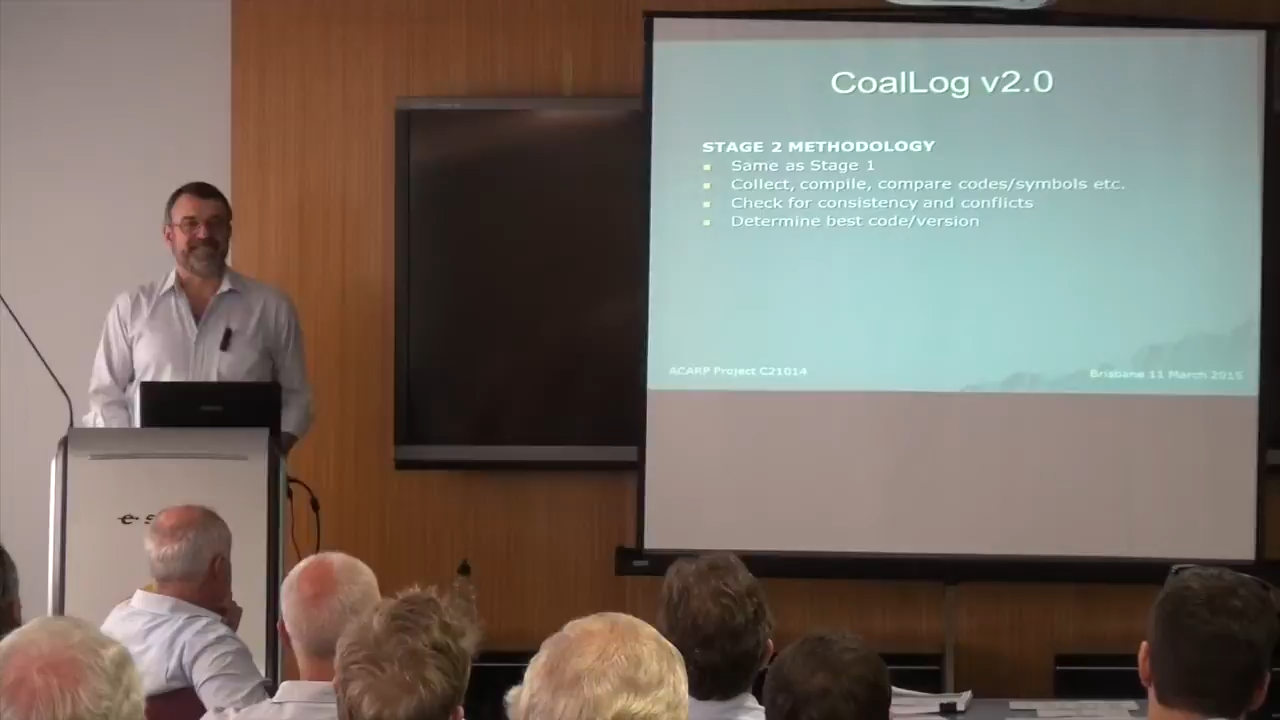 CoalLog v2.0
STAGE 2 METHODOLOGY
Same as Stage 1
Collect, compile, compare codes/symbols etc.
Check for consistency and conflicts
Determine best code/version
ACARP Project C21014
Brisbane 11 March 2015